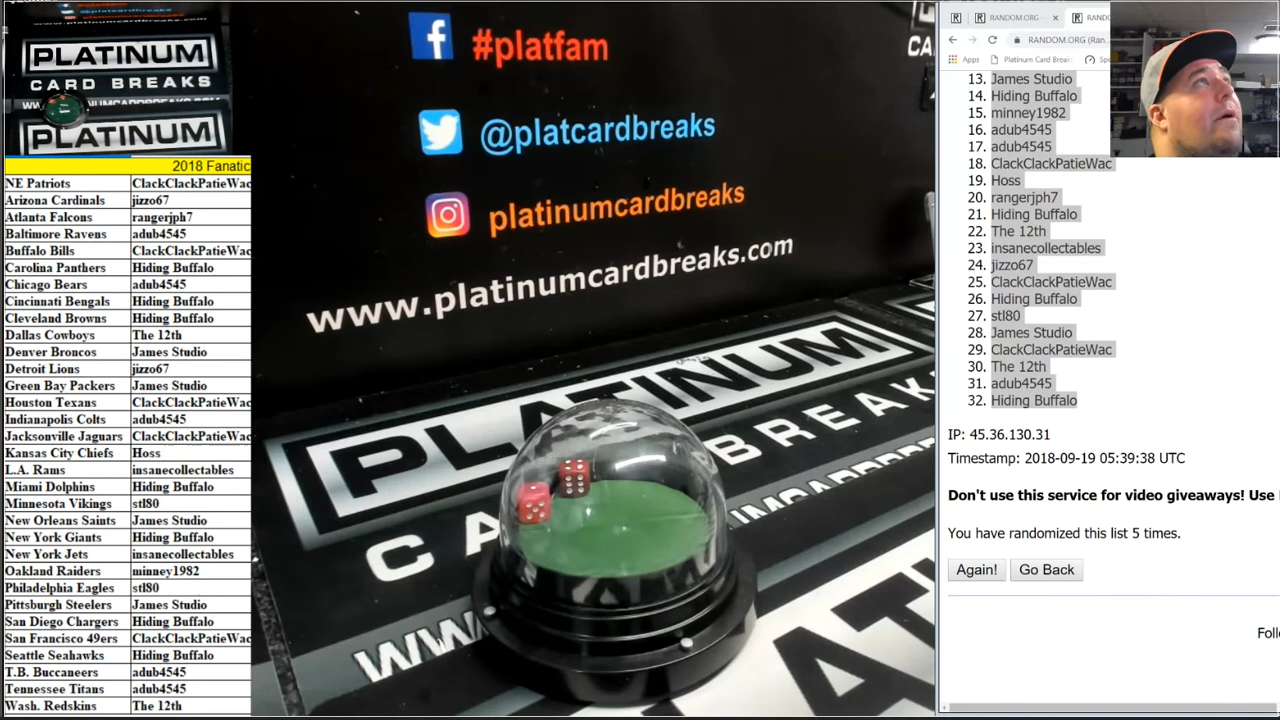 PLATINUM
CARD BREAKS
PLATINUM
2018 Fanatic
NE Patriots ClackClackPatieWac
Arizona Cardinals jizzo67
Atlanta Falcons rangerjph7
Baltimore Ravens adub4545
Buffalo Bills ClackClackPatieWac
Carolina Panthers Hiding Buffalo
Chicago Bears adub4545
Cincinnati Bengals Hiding Buffalo
Cleveland Browns Hiding Buffalo
Dallas Cowboys The 12th
Denver Broncos James Studio
Detroit Lions jizzo67
Green Bay Packers James Studio
Houston Texans ClackClackPatieWac
Indianapolis Colts adub4545
Jacksonville Jaguars ClackClackPatieWac
Kansas City Chiefs Hoss
L.A. Rams insanecollectables
Miami Dolphins Hiding Buffalo
Minnesota Vikings stl80
New Orleans Saints James Studio
New York Giants Hiding Buffalo
New York Jets insanecollectables
Oakland Raiders minney1982
Philadelphia Eagles stl80
Pittsburgh Steelers James Studio
San Diego Chargers Hiding Buffalo
San Francisco 49ers ClackClackPatieWac
Seattle Seahawks Hiding Buffalo
T.B. Buccaneers adub4545
Tennessee Titans adub4545
Wash. Redskins The 12th
#platfam
@platcardbreaks
platinumcardbreaks
www.platinumcardbreaks.com
PLATINUM
CA BREAKS
WWW
RANDOM.ORG
RANDOM.ORG (Ran
Apps Platinum Card Break
13. James Studio
14. Hiding Buffalo
15. minney1982
16. adub4545
17. adub4545
18. ClackClackPatieWac
19. Hoss
20. rangerjph7
21. Hiding Buffalo
22. The 12th
23. insanecollectables
24. jizzo67
25. ClackClackPatieWac
26. Hiding Buffalo
27. stl80
28. James Studio
29. ClackClackPatieWac
30. The 12th
31. adub4545
32. Hiding Buffalo
IP: 45.36.130.31
Timestamp: 2018-09-19 05:39:38 UTC
Don't use this service for video giveaways! Use
You have randomized this list 5 times.
Again! Go Back
Foll